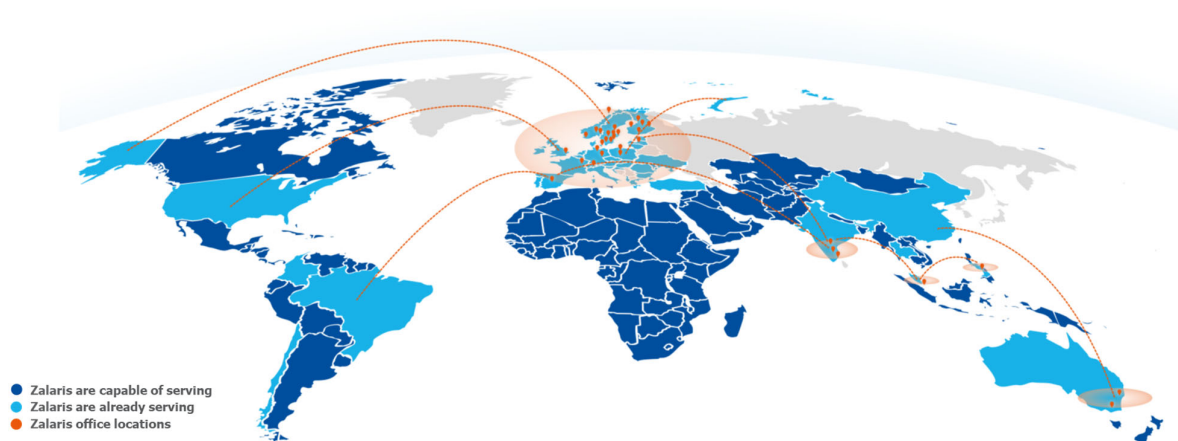 Zalaris are capable of serving
Zalaris are already serving
Zalaris office locations